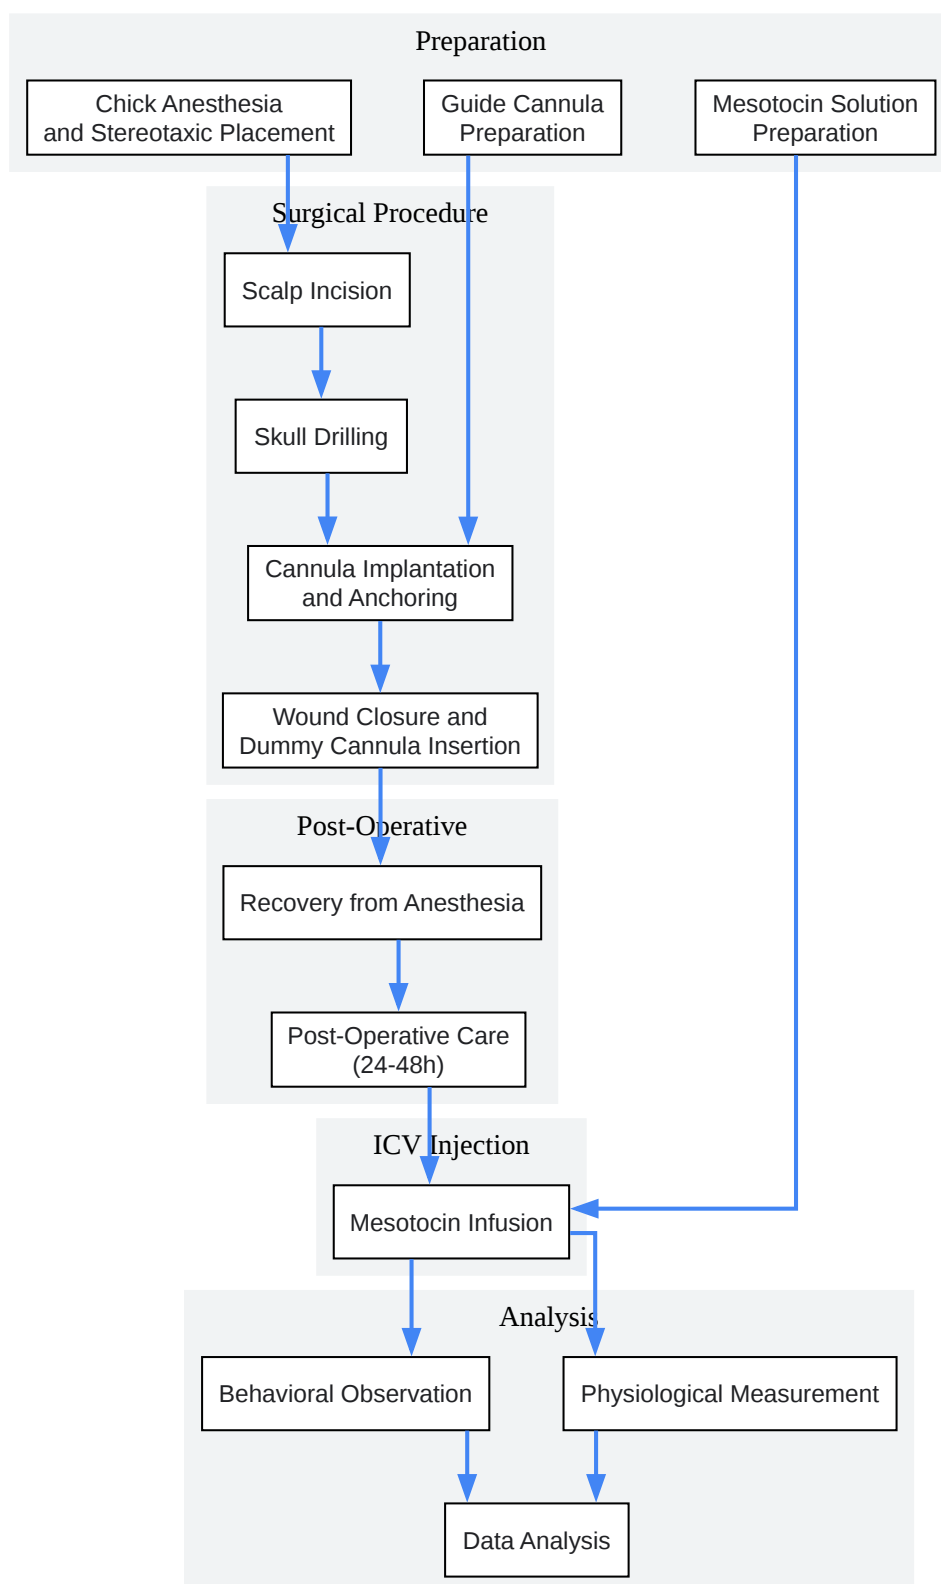 Preparation
Chick Anesthesia
and Stereotaxic Placement
Guide Cannula
Preparation
Mesotocin Solution
Preparation
Surgical Procedure
Scalp Incision
Skull Drilling
Cannula Implantation
and Anchoring
Wound Closure and
Dummy Cannula Insertion
Post-Operative
Recovery from Anesthesia
Post-Operative Care
(24-48h)
ICV Injection
Mesotocin Infusion
Analysis
Behavioral Observation
Physiological Measurement
Data Analysis